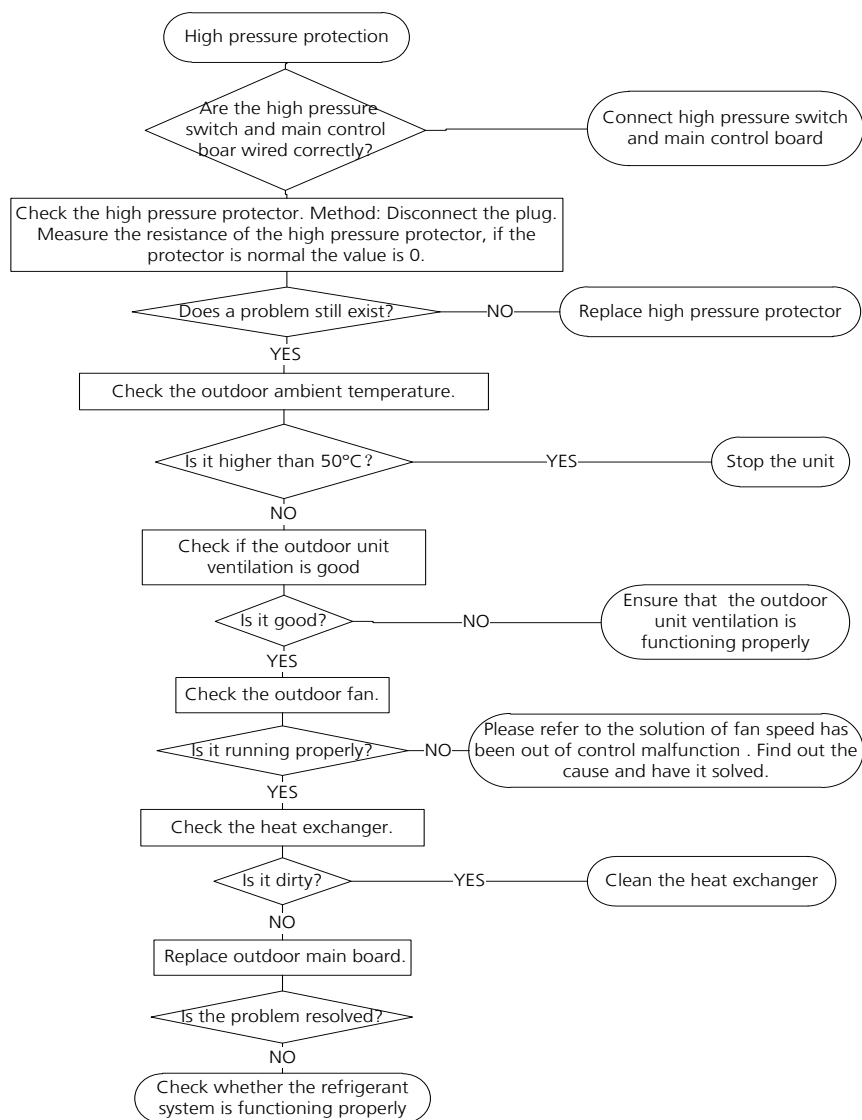 High pressure protection
Are the high pressure
switch and main control
boar wired correctly?
Connect high pressure switch
and main control board
Check the high pressure protector. Method: Disconnect the plug.
Measure the resistance of the high pressure protector, if the
protector is normal the value is 0.
Does a problem still exist?
NO
Replace high pressure protector
YES
Check the outdoor ambient temperature.
Is it higher than 50°C?
YES
Stop the unit
NO
Check if the outdoor unit
ventilation is good
Is it good?
NO
Ensure that the outdoor
unit ventilation is
functioning properly
YES
Check the outdoor fan.
Is it running properly?
NO
Please refer to the solution of fan speed has
been out of control malfunction . Find out the
cause and have it solved.
YES
Check the heat exchanger.
Is it dirty?
YES
Clean the heat exchanger
NO
Replace outdoor main board.
Is the problem resolved?
NO
Check whether the refrigerant
system is functioning properly